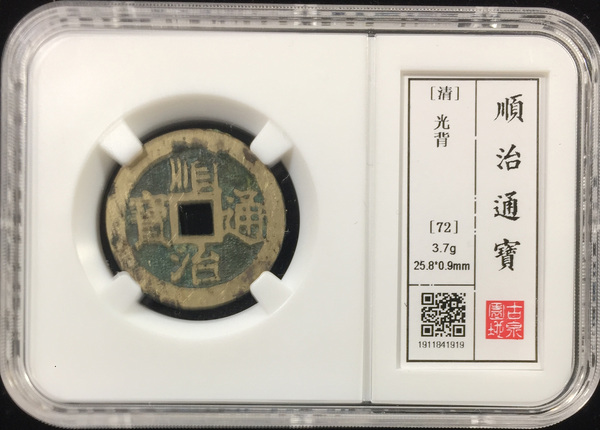 順
通
寶
治
[清]
光背
[72]
3.7g
25.8*0.9mm
1911841919
順治通寶
古泉
園地